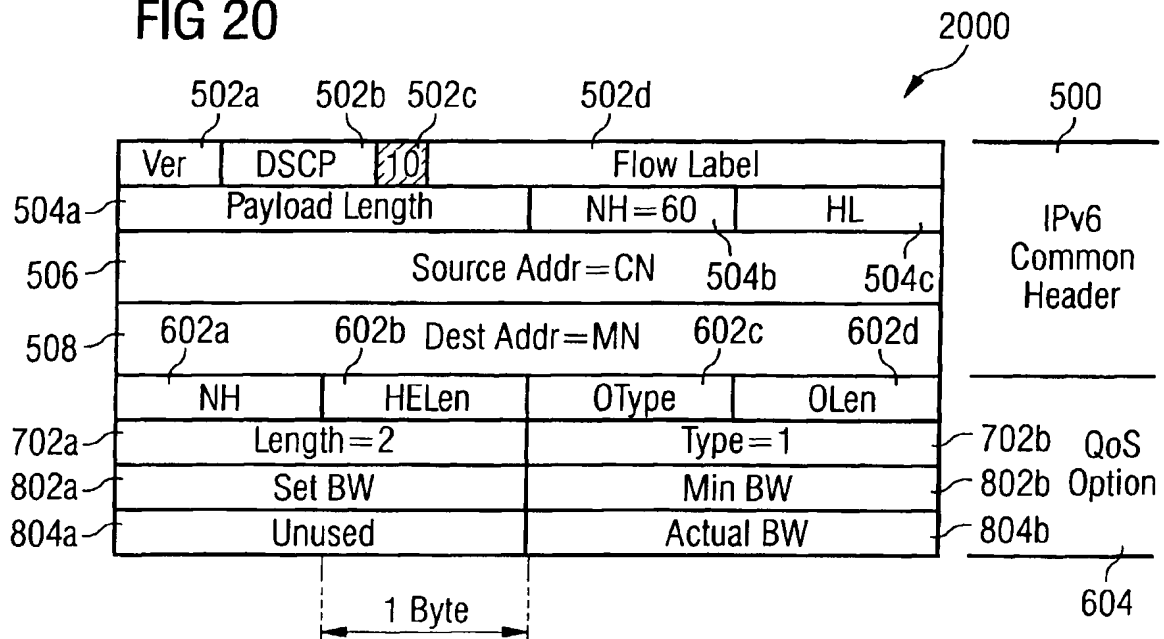 FIG 20
2000
502a 502b 502c 502d 500
Ver DSCP 10 Flow Label
504a Payload Length NH=60 HL
IPv6
Common
Header
506 Source Addr=CN 504b 504c
602a 602b 602c 602d
508 Dest Addr=MN
NH HELen OType OLen
702a Length=2 Type=1 702b
QoS
Option
802a Set BW Min BW 802b
804a Unused Actual BW 804b
1 Byte
604